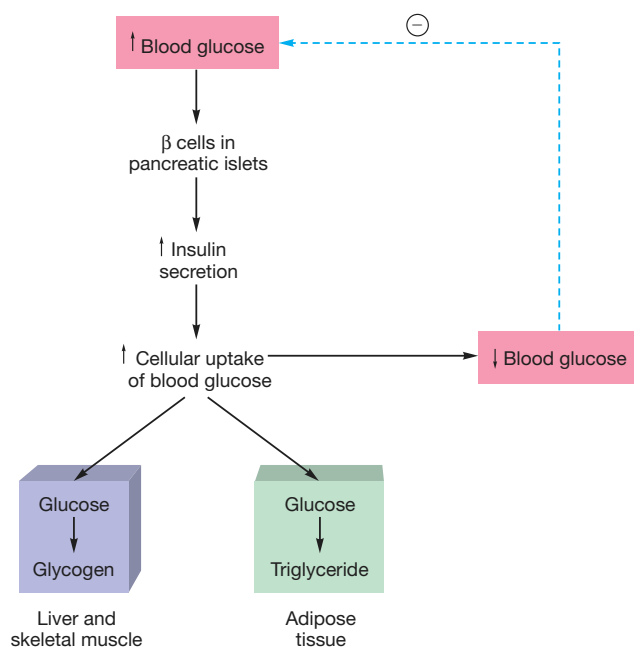 −
↑ Blood glucose
β cells in
pancreatic islets
↑ Insulin
secretion
↑ Cellular uptake
of blood glucose
↓ Blood glucose
Glucose
Glycogen
Liver and
skeletal muscle
Glucose
Triglyceride
Adipose
tissue